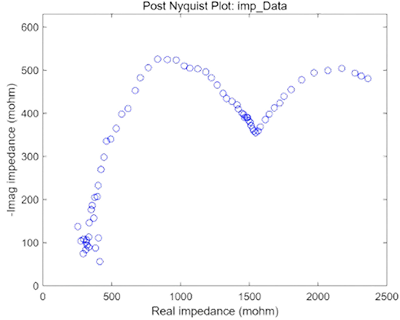 Post Nyquist Plot: imp_Data
600
500
400
300
200
100
0
-Imag impedance (mohm)
0 500 1000 1500 2000 2500
Real impedance (mohm)